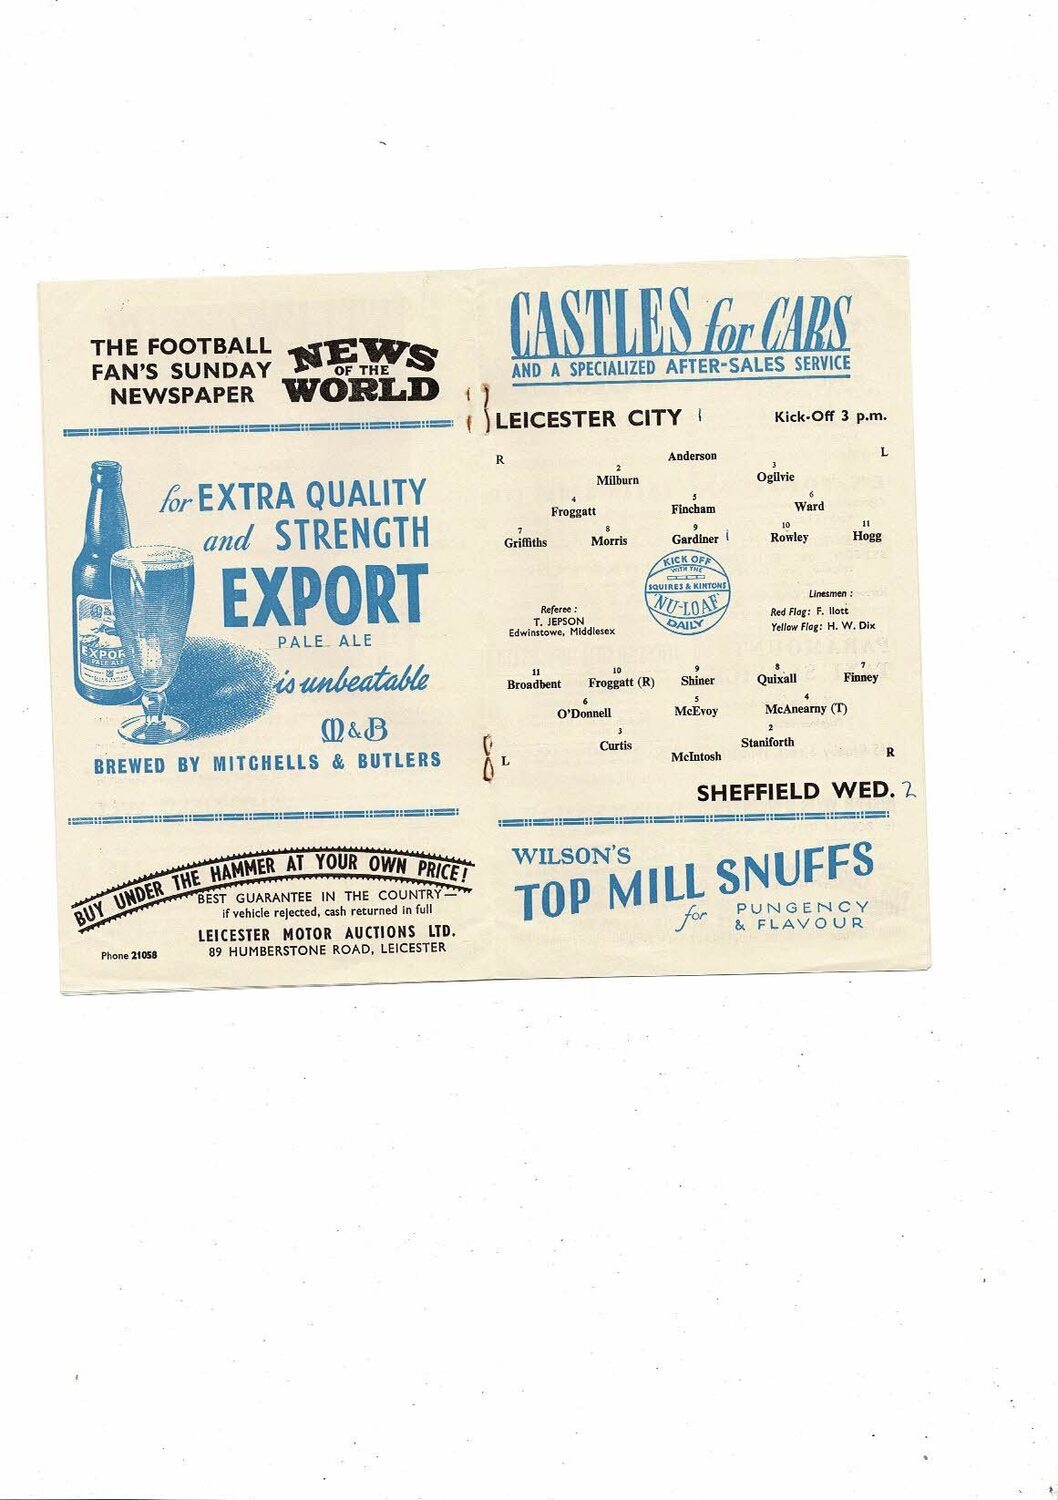 THE FOOTBALL
FAN'S SUNDAY
NEWSPAPER
NEWS
OF THE
WORLD
for EXTRA QUALITY
and STRENGTH
EXPORT
PALE ALE
is unbeatable
M&B
BREWED BY MITCHELLS & BUTLERS
EXPORT
PALE ALE
BUY UNDER THE HAMMER AT YOUR OWN PRICE!
BEST GUARANTEE IN THE COUNTRY—
if vehicle rejected, cash returned in full
LEICESTER MOTOR AUCTIONS LTD.
Phone 21058 89 HUMBERSTONE ROAD, LEICESTER
CASTLES for CARS
AND A SPECIALIZED AFTER-SALES SERVICE
LEICESTER CITY 1 Kick-Off 3 p.m.
R Anderson L
2 3
Milburn Ogilvie
4 5 6
Froggatt Fincham Ward
7 8 9 10 11
Griffiths Morris Gardiner 1 Rowley Hogg
KICK OFF
WITH THE
SQUIRES & KINTONS
'NU-LOAF'
DAILY
Referee :
T. JEPSON
Edwinstowe, Middlesex
Linesmen :
Red Flag: F. Ilott
Yellow Flag: H. W. Dix
11 10 9 8 7
Broadbent Froggatt (R) Shiner Quixall Finney
6 5 4
O'Donnell McEvoy McAnearny (T)
3 2
Curtis Staniforth
L McIntosh R
SHEFFIELD WED. 2
WILSON'S
TOP MILL SNUFFS
for PUNGENCY
& FLAVOUR